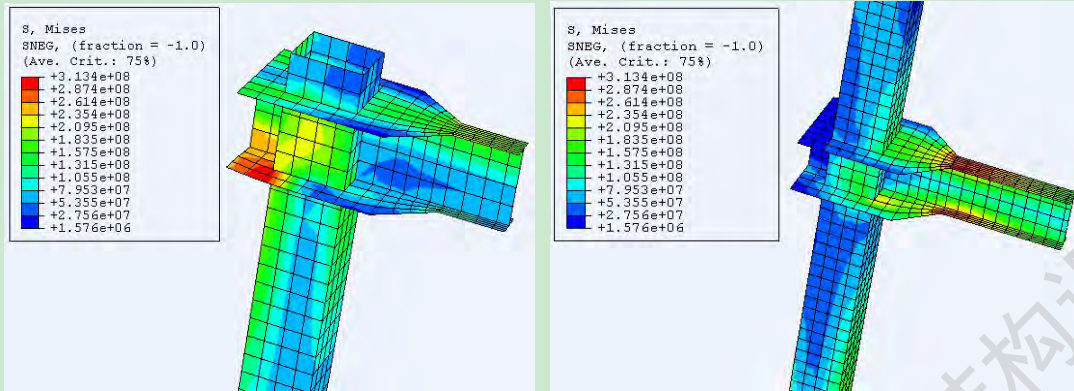 S, Mises
SNEG, (fraction = -1.0)
(Ave. Crit.: 75%)
+3.134e+08
+2.874e+08
+2.614e+08
+2.354e+08
+2.095e+08
+1.835e+08
+1.575e+08
+1.315e+08
+1.055e+08
+7.953e+07
+5.355e+07
+2.756e+07
+1.576e+06
S, Mises
SNEG, (fraction = -1.0)
(Ave. Crit.: 75%)
+3.134e+08
+2.874e+08
+2.614e+08
+2.354e+08
+2.095e+08
+1.835e+08
+1.575e+08
+1.315e+08
+1.055e+08
+7.953e+07
+5.355e+07
+2.756e+07
+1.576e+06
构